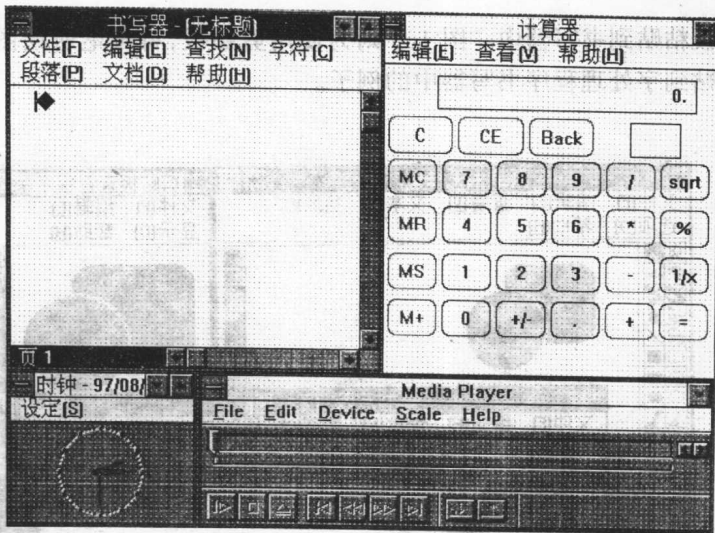 书写器 - (无标题)
文件(F) 编辑(E) 查找(N) 字符(C)
段落(P) 文档(D) 帮助(H)
页 1
计算器
编辑(E) 查看(V) 帮助(H)
0.
C CE Back
MC 7 8 9 / sqrt
MR 4 5 6 * %
MS 1 2 3 - 1/x
M+ 0 +/- . + =
时钟 - 97/08/
设定(S)
Media Player
File Edit Device Scale Help